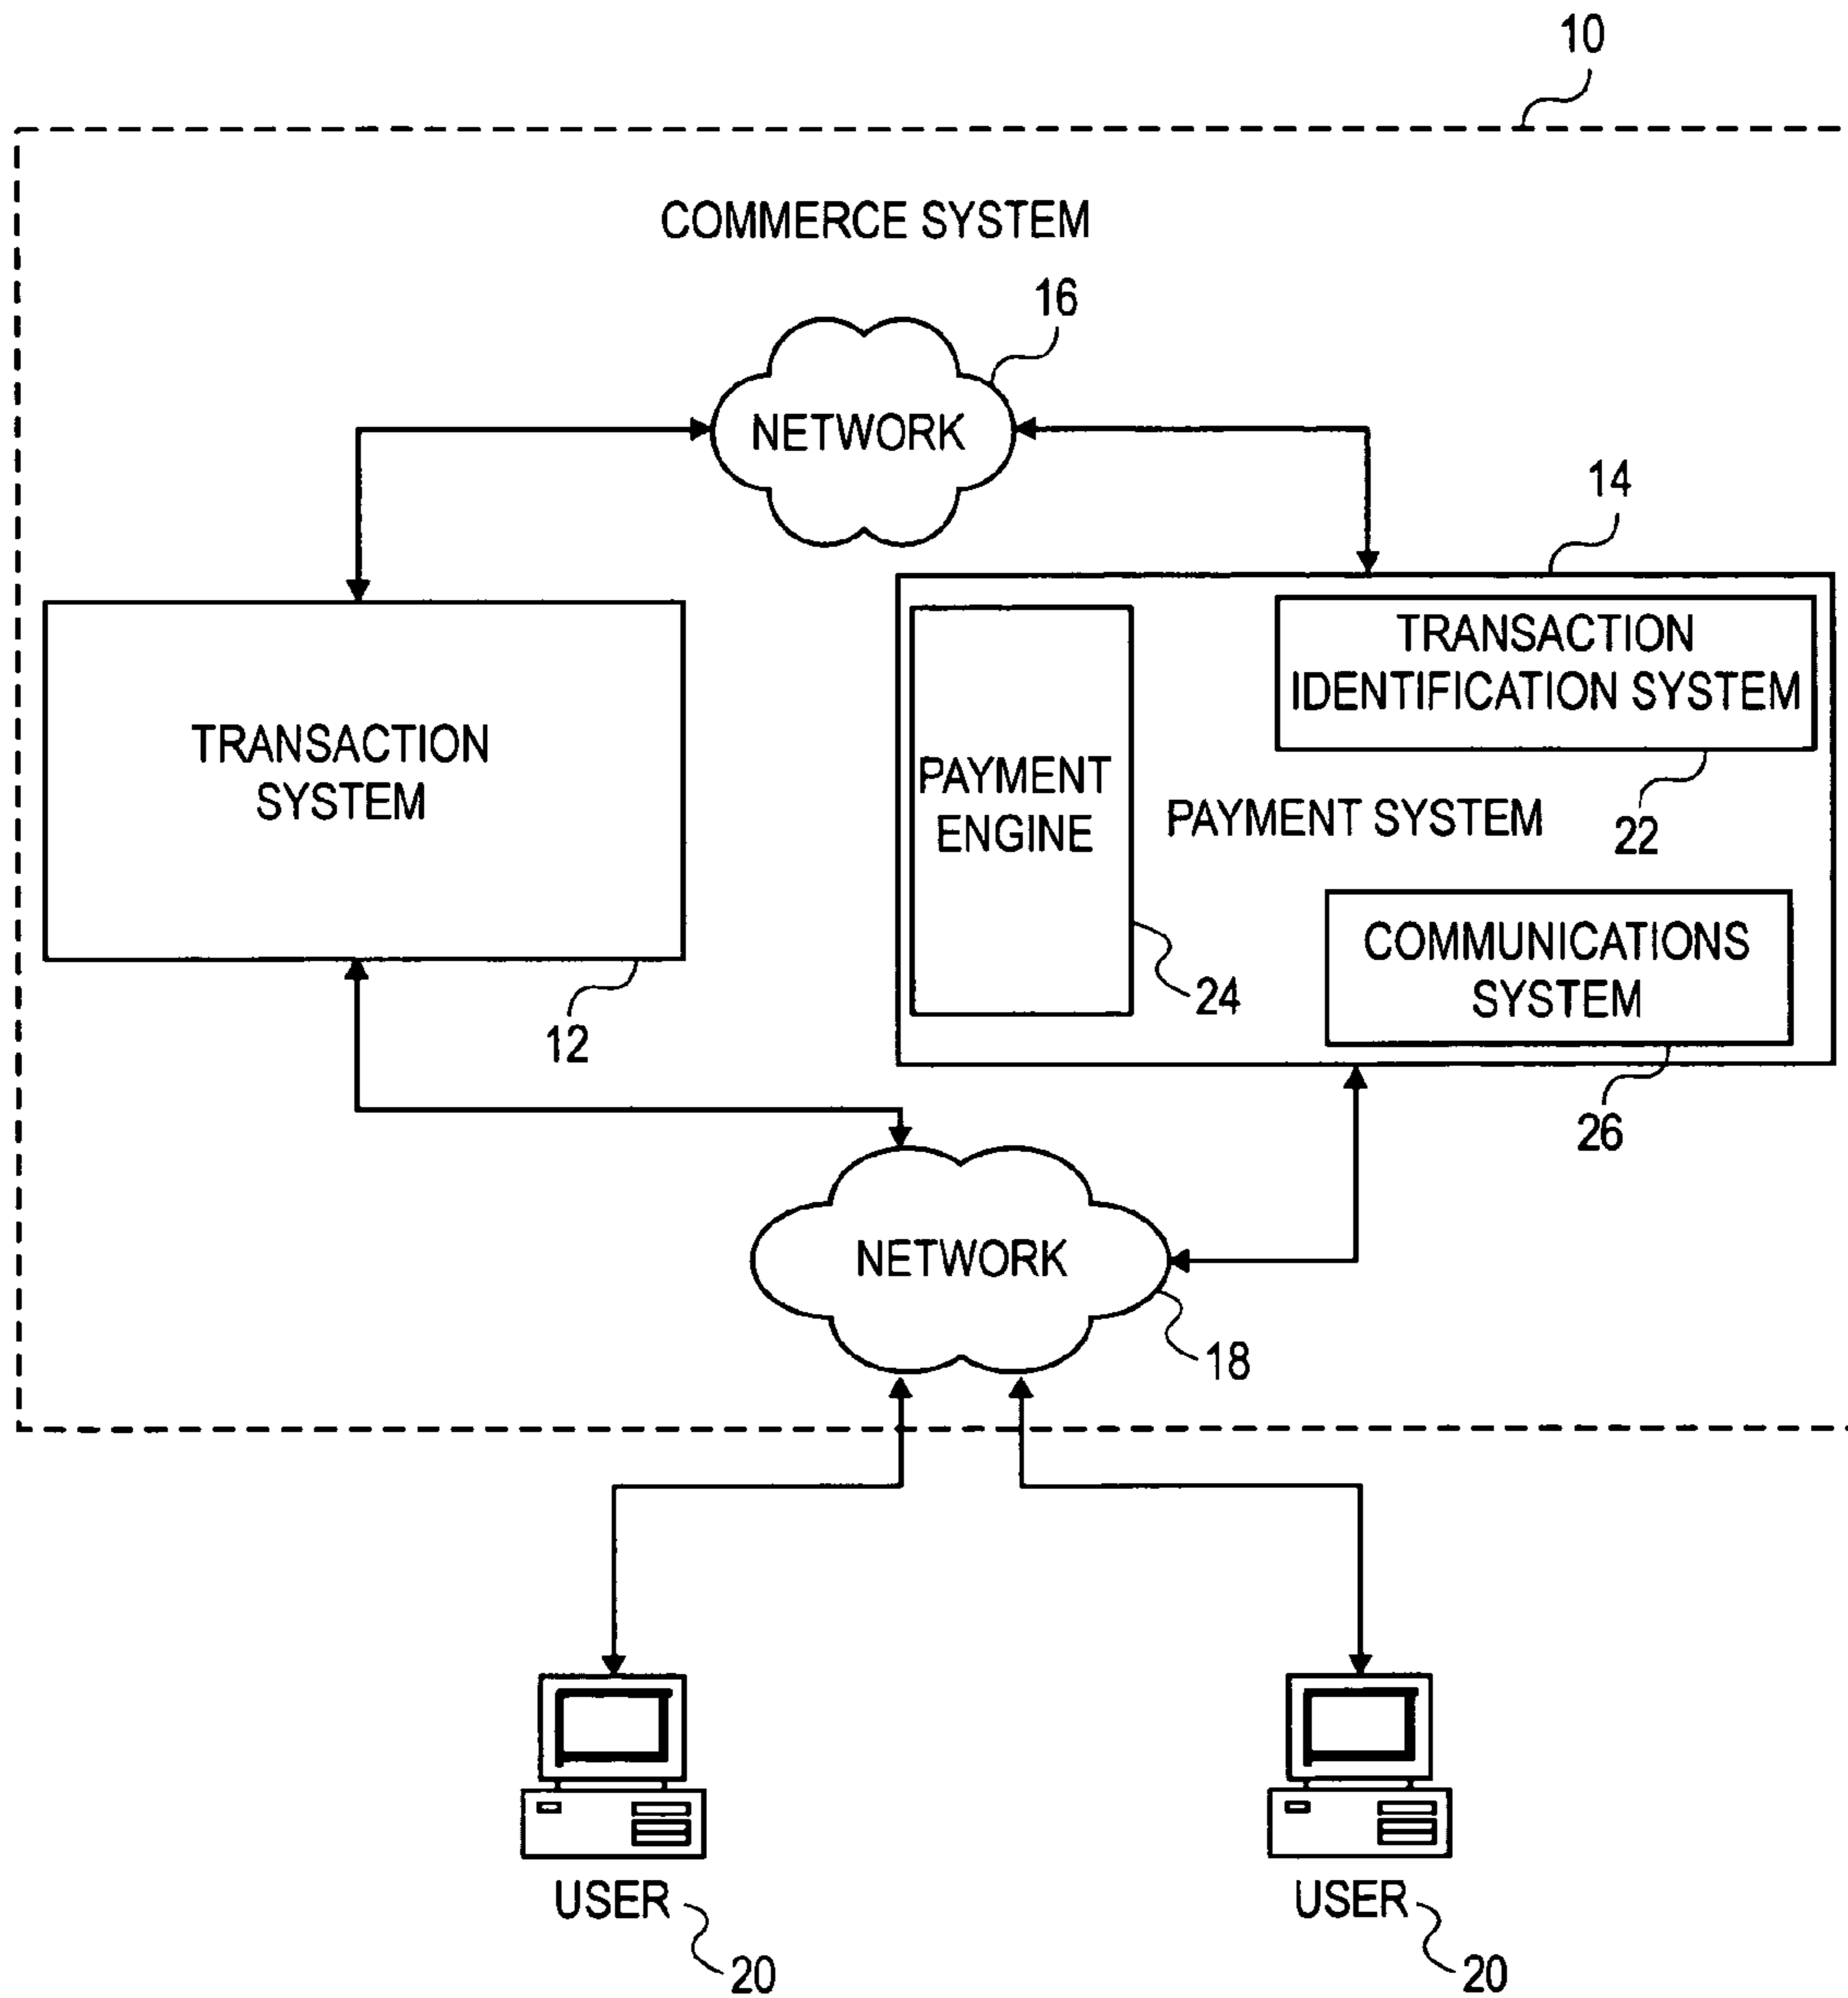 10
COMMERCE SYSTEM
16
NETWORK
14
TRANSACTION
IDENTIFICATION SYSTEM
22
TRANSACTION
SYSTEM
12
PAYMENT
ENGINE
24
PAYMENT SYSTEM
COMMUNICATIONS
SYSTEM
26
NETWORK
18
USER
20
USER
20